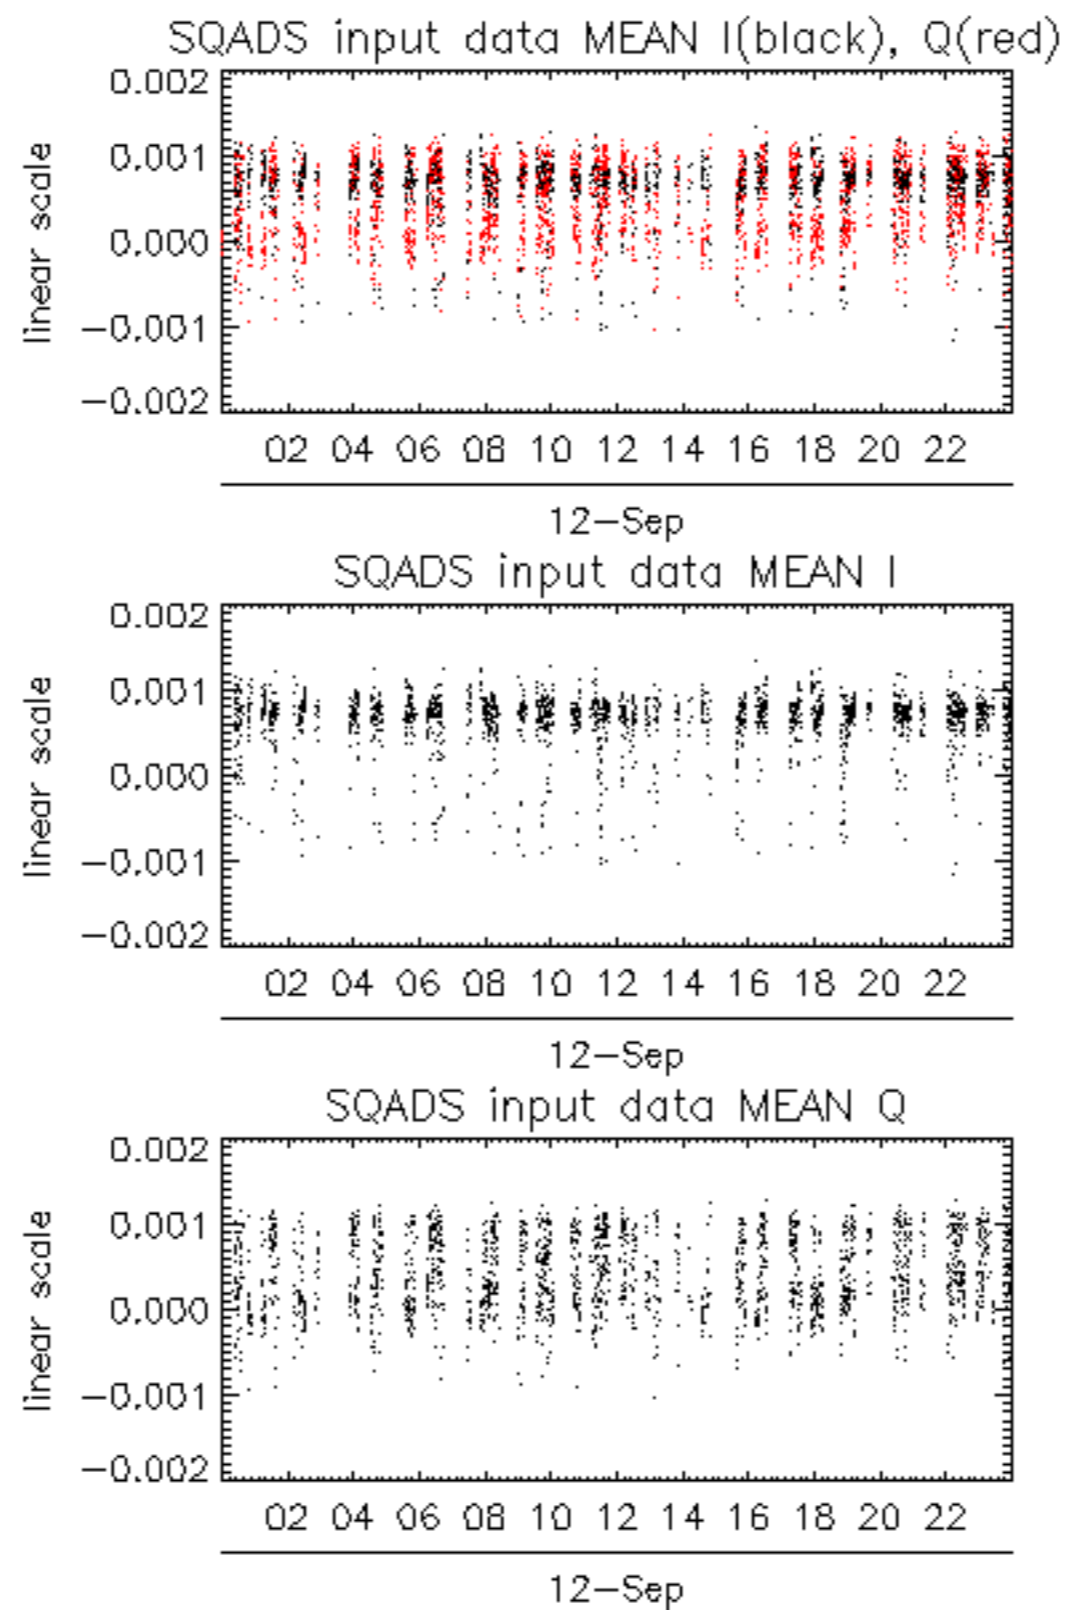 SQADS input data MEAN I(black), Q(red)
0.002
0.001
0.000
−0.001
−0.002
linear scale
02 04 06 08 10 12 14 16 18 20 22
12−Sep
SQADS input data MEAN I
0.002
0.001
0.000
−0.001
−0.002
linear scale
02 04 06 08 10 12 14 16 18 20 22
12−Sep
SQADS input data MEAN Q
0.002
0.001
0.000
−0.001
−0.002
linear scale
02 04 06 08 10 12 14 16 18 20 22
12−Sep